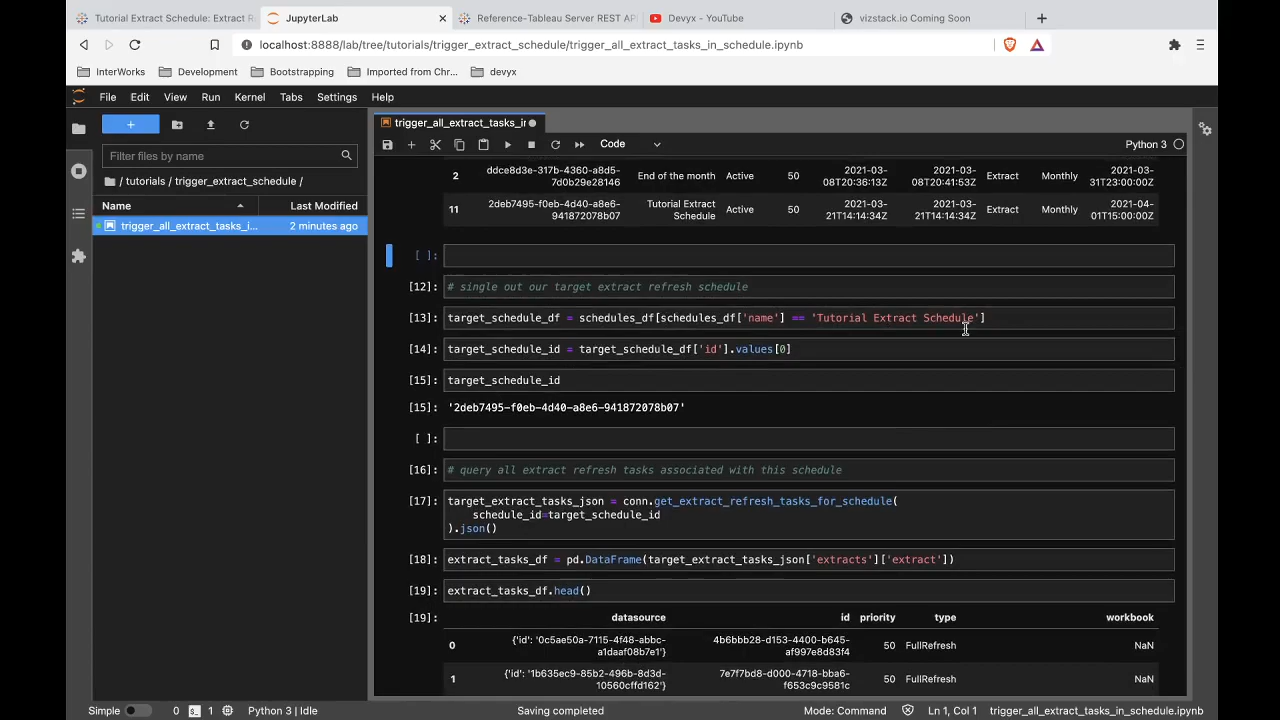 Tutorial Extract Schedule: Extract R
JupyterLab
Reference-Tableau Server REST AP
Devyx - YouTube
vizstack.io Coming Soon
localhost:8888/lab/tree/tutorials/trigger_extract_schedule/trigger_all_extract_tasks_in_schedule.ipynb
InterWorks
Development
Bootstrapping
Imported from Chr...
devyx
File Edit View Run Kernel Tabs Settings Help
trigger_all_extract_tasks_ir
Code
Python 3
Filter files by name
/ tutorials / trigger_extract_schedule /
Name
Last Modified
trigger_all_extract_tasks_i...
2 minutes ago
2 ddce8d3e-317b-4360-a8d5-7d0b29e28146 End of the month Active 50 2021-03-08T20:36:13Z 2021-03-08T20:41:53Z Extract Monthly 2021-03-31T23:00:00Z
11 2deb7495-f0eb-4d40-a8e6-941872078b07 Tutorial Extract Schedule Active 50 2021-03-21T14:14:34Z 2021-03-21T14:14:34Z Extract Monthly 2021-04-01T15:00:00Z
[ ]:
[12]: # single out our target extract refresh schedule
[13]: target_schedule_df = schedules_df[schedules_df['name'] == 'Tutorial Extract Schedule']
[14]: target_schedule_id = target_schedule_df['id'].values[0]
[15]: target_schedule_id
[15]: '2deb7495-f0eb-4d40-a8e6-941872078b07'
[ ]:
[16]: # query all extract refresh tasks associated with this schedule
[17]: target_extract_tasks_json = conn.get_extract_refresh_tasks_for_schedule(
schedule_id=target_schedule_id
).json()
[18]: extract_tasks_df = pd.DataFrame(target_extract_tasks_json['extracts']['extract'])
[19]: extract_tasks_df.head()
[19]: datasource id priority type workbook
0 {'id': '0c5ae50a-7115-4f48-abbc-a1daaf08b7e1'} 4b6bbb28-d153-4400-b645-af997e8d83f4 50 FullRefresh NaN
1 {'id': '1b635ec9-85b2-496b-8d3d-10560cffd162'} 7e7f7bd8-d000-4718-bba6-f653c9c9581c 50 FullRefresh NaN
Simple 0 1 Python 3 | Idle
Saving completed
Mode: Command
Ln 1, Col 1
trigger_all_extract_tasks_in_schedule.ipynb